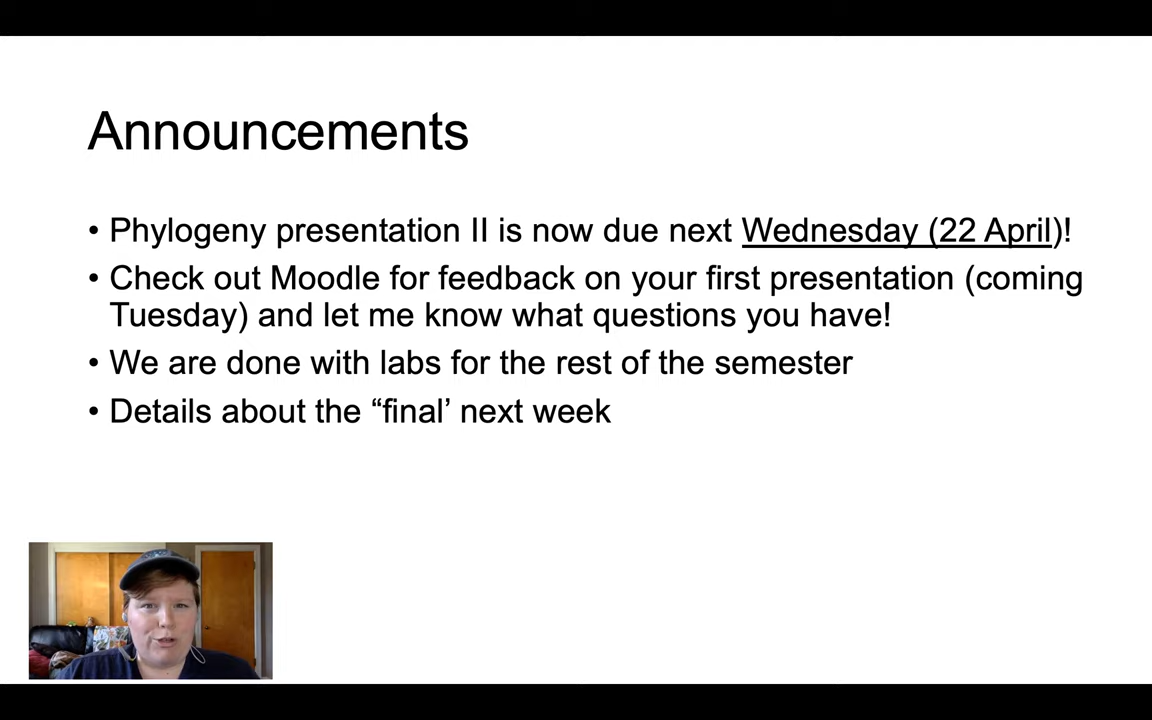 Announcements
• Phylogeny presentation II is now due next Wednesday (22 April)!
• Check out Moodle for feedback on your first presentation (coming
Tuesday) and let me know what questions you have!
• We are done with labs for the rest of the semester
• Details about the “final’ next week